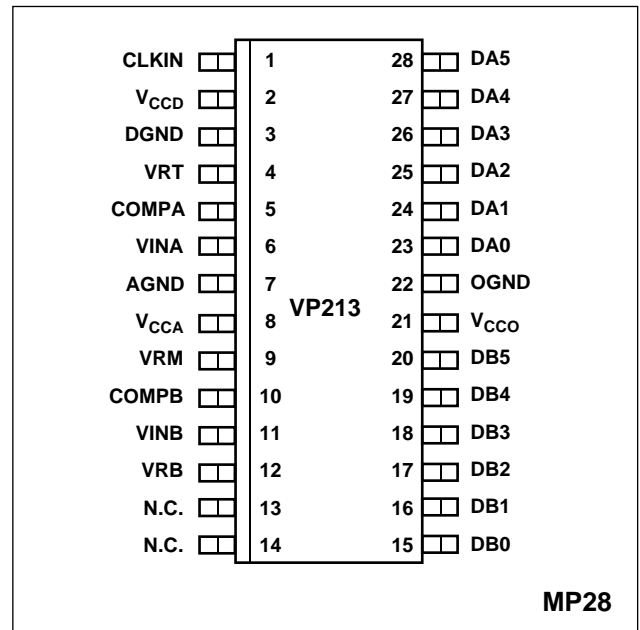 CLKIN 1 28 DA5
VCCD 2 27 DA4
DGND 3 26 DA3
VRT 4 25 DA2
COMPA 5 24 DA1
VINA 6 23 DA0
AGND 7 22 OGND
VP213
VCCA 8 21 VCCO
VRM 9 20 DB5
COMPB 10 19 DB4
VINB 11 18 DB3
VRB 12 17 DB2
N.C. 13 16 DB1
N.C. 14 15 DB0
MP28